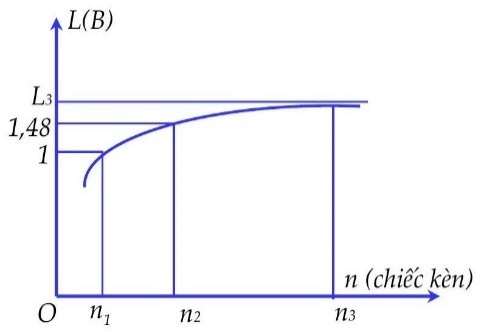 L(B)
L3
1,48
1
n (chiếc kèn)
O n1 n2 n3